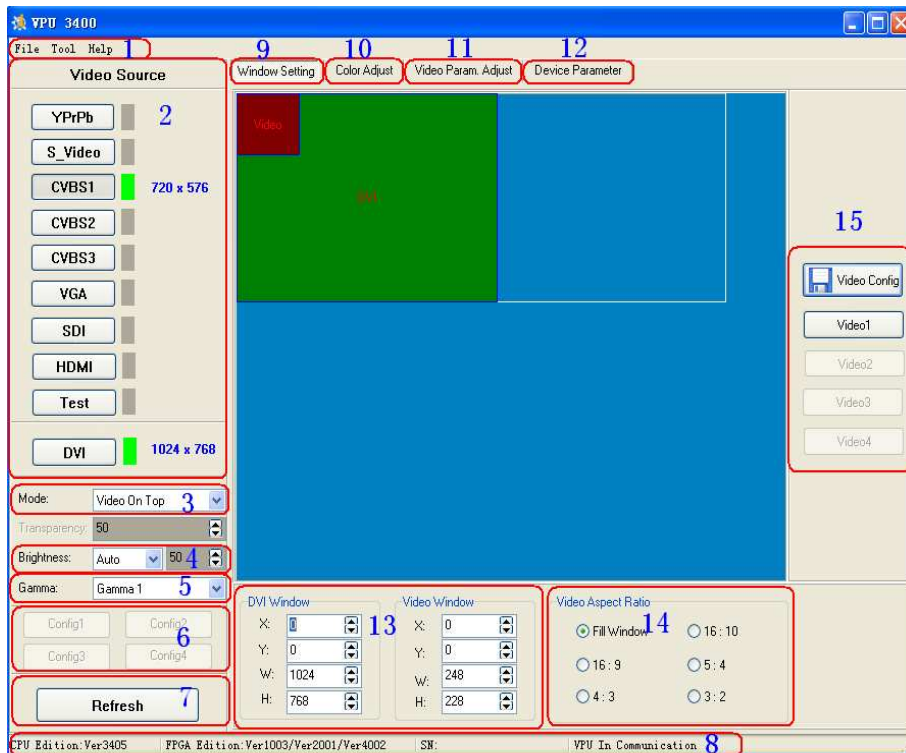 VPU 3400
File Tool Help 1
Video Source
2
YPrPb
S_Video
CVBS1 720 x 576
CVBS2
CVBS3
VGA
SDI
HDMI
Test
DVI 1024 x 768
Mode: Video On Top 3
Transparency: 50
Brightness: Auto 50 4
Gamma: Gamma 1 5
Config1 Config2
6
Config3 Config4
Refresh 7
9 10 11 12
Window Setting Color Adjust Video Param. Adjust Device Parameter
Video
15
Video Config
Video1
Video2
Video3
Video4
DVI Window
X: 0
Y: 0
W: 1024
H: 768
13
Video Window
X: 0
Y: 0
W: 248
H: 228
Video Aspect Ratio
Fill Window 14 16 : 10
16 : 9 5 : 4
4 : 3 3 : 2
CPU Edition:Ver3405 FPGA Edition:Ver1003/Ver2001/Ver4002 SN: VPU In Communication 8